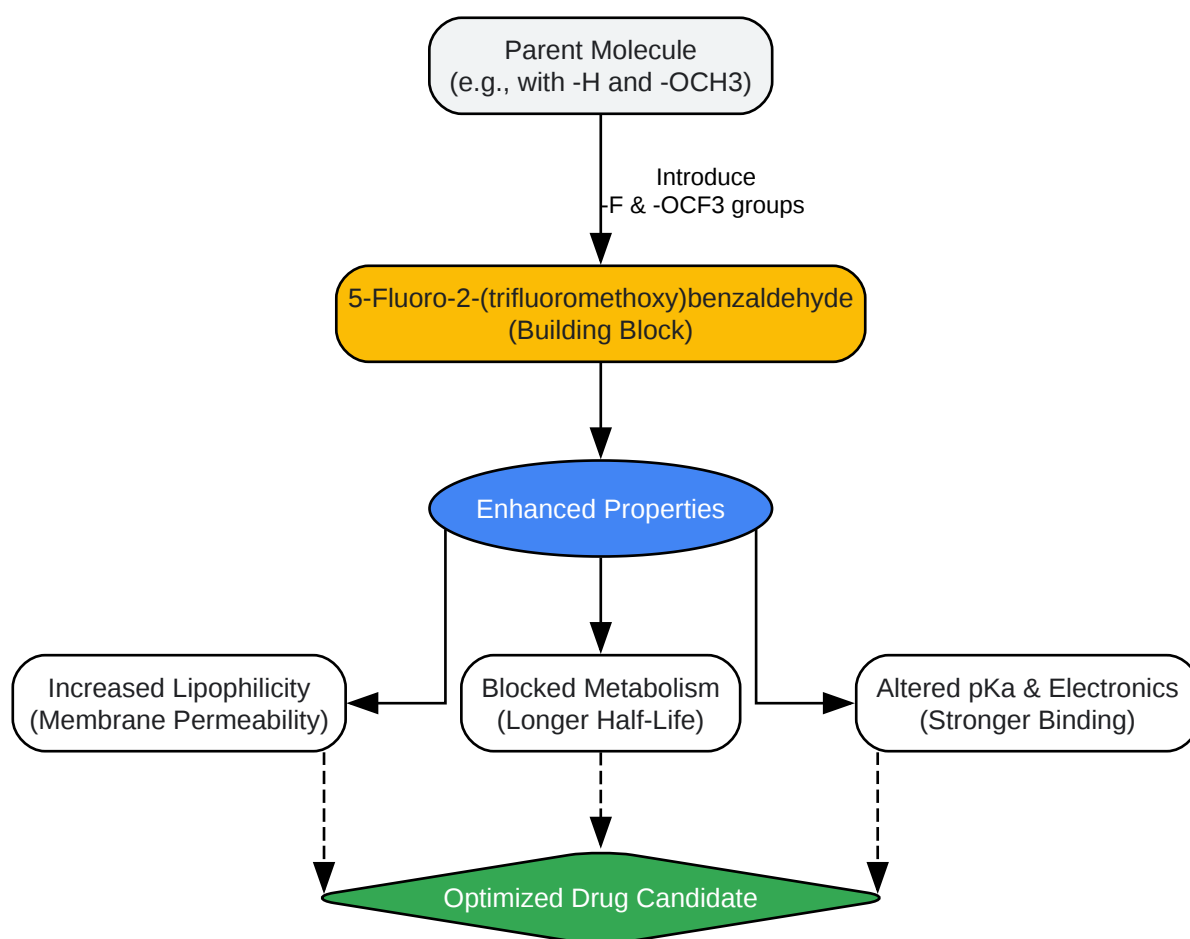 Parent Molecule
(e.g., with -H and -OCH3)
Introduce
-F & -OCF3 groups
5-Fluoro-2-(trifluoromethoxy)benzaldehyde
(Building Block)
Enhanced Properties
Increased Lipophilicity
(Membrane Permeability)
Blocked Metabolism
(Longer Half-Life)
Altered pKa & Electronics
(Stronger Binding)
Optimized Drug Candidate